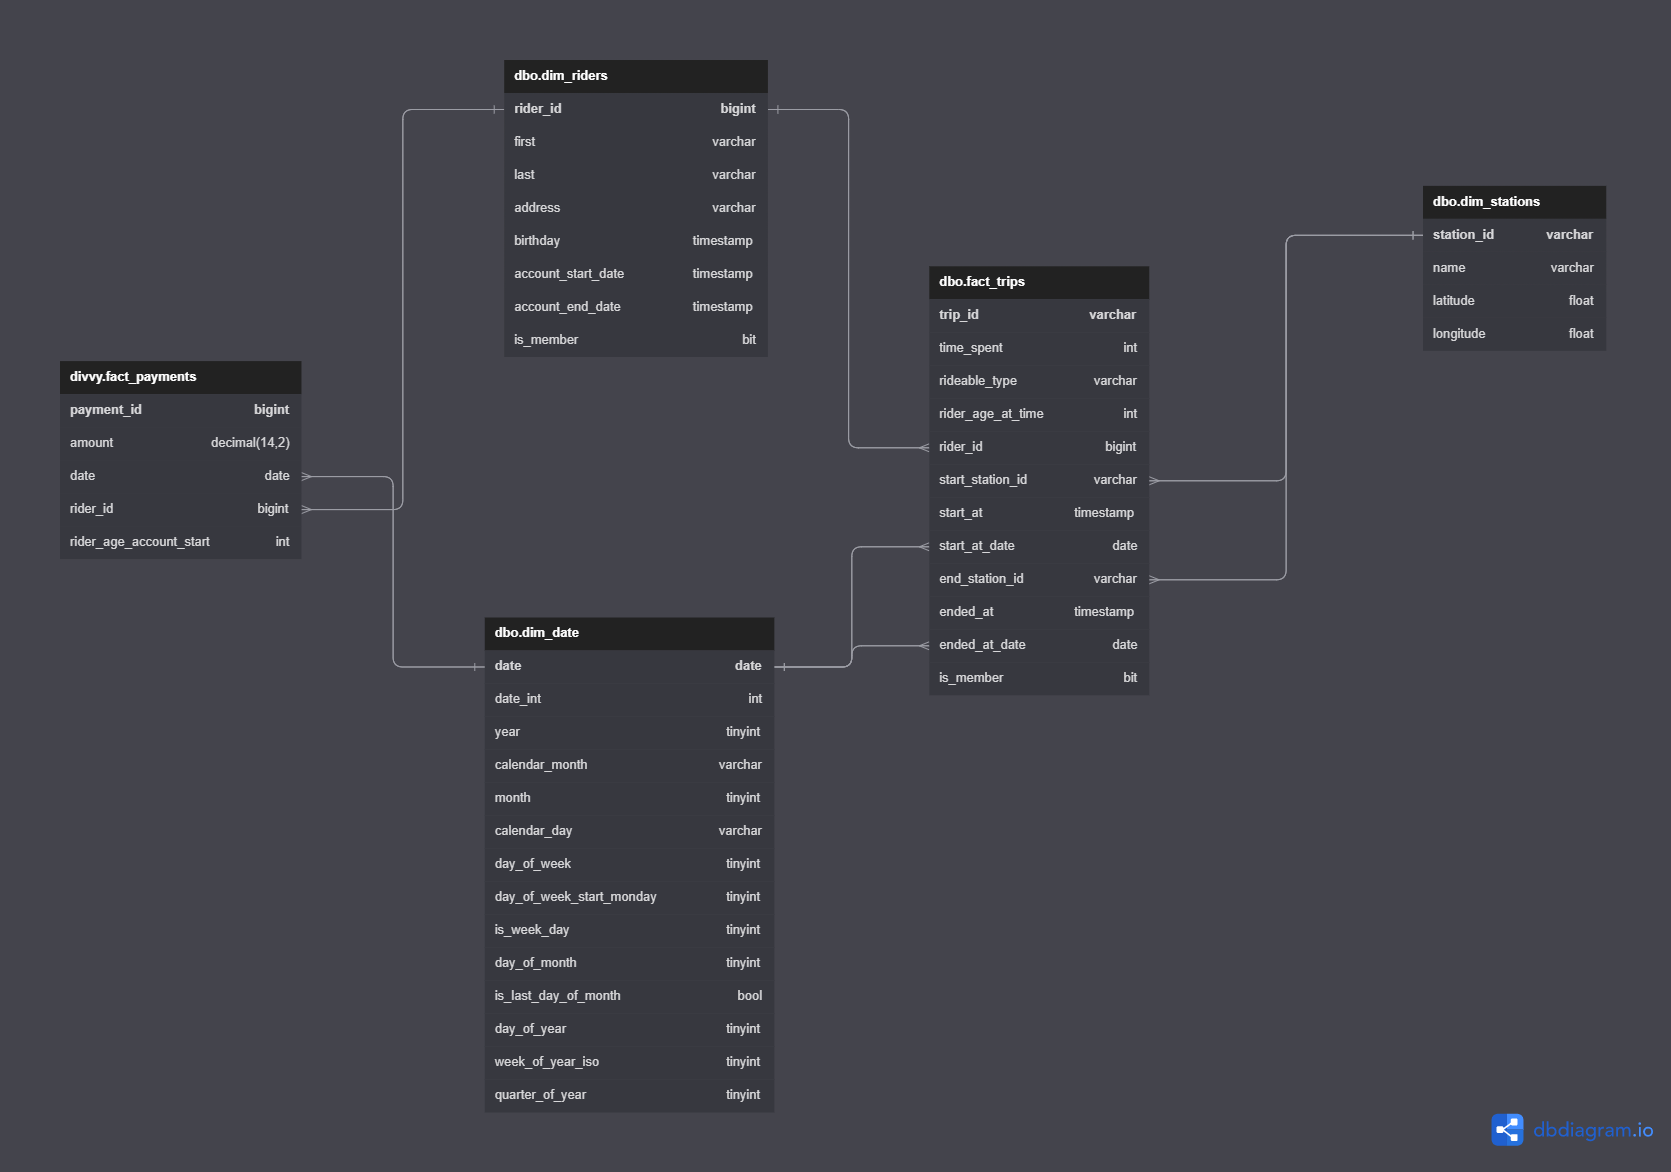 dbo.dim_riders
rider_id bigint
first varchar
last varchar
address varchar
birthday timestamp
account_start_date timestamp
account_end_date timestamp
is_member bit
dbo.dim_stations
station_id varchar
name varchar
latitude float
longitude float
dbo.fact_trips
trip_id varchar
time_spent int
rideable_type varchar
rider_age_at_time int
rider_id bigint
start_station_id varchar
start_at timestamp
start_at_date date
end_station_id varchar
ended_at timestamp
ended_at_date date
is_member bit
divvy.fact_payments
payment_id bigint
amount decimal(14,2)
date date
rider_id bigint
rider_age_account_start int
dbo.dim_date
date date
date_int int
year tinyint
calendar_month varchar
month tinyint
calendar_day varchar
day_of_week tinyint
day_of_week_start_monday tinyint
is_week_day tinyint
day_of_month tinyint
is_last_day_of_month bool
day_of_year tinyint
week_of_year_iso tinyint
quarter_of_year tinyint
dbdiagram.io